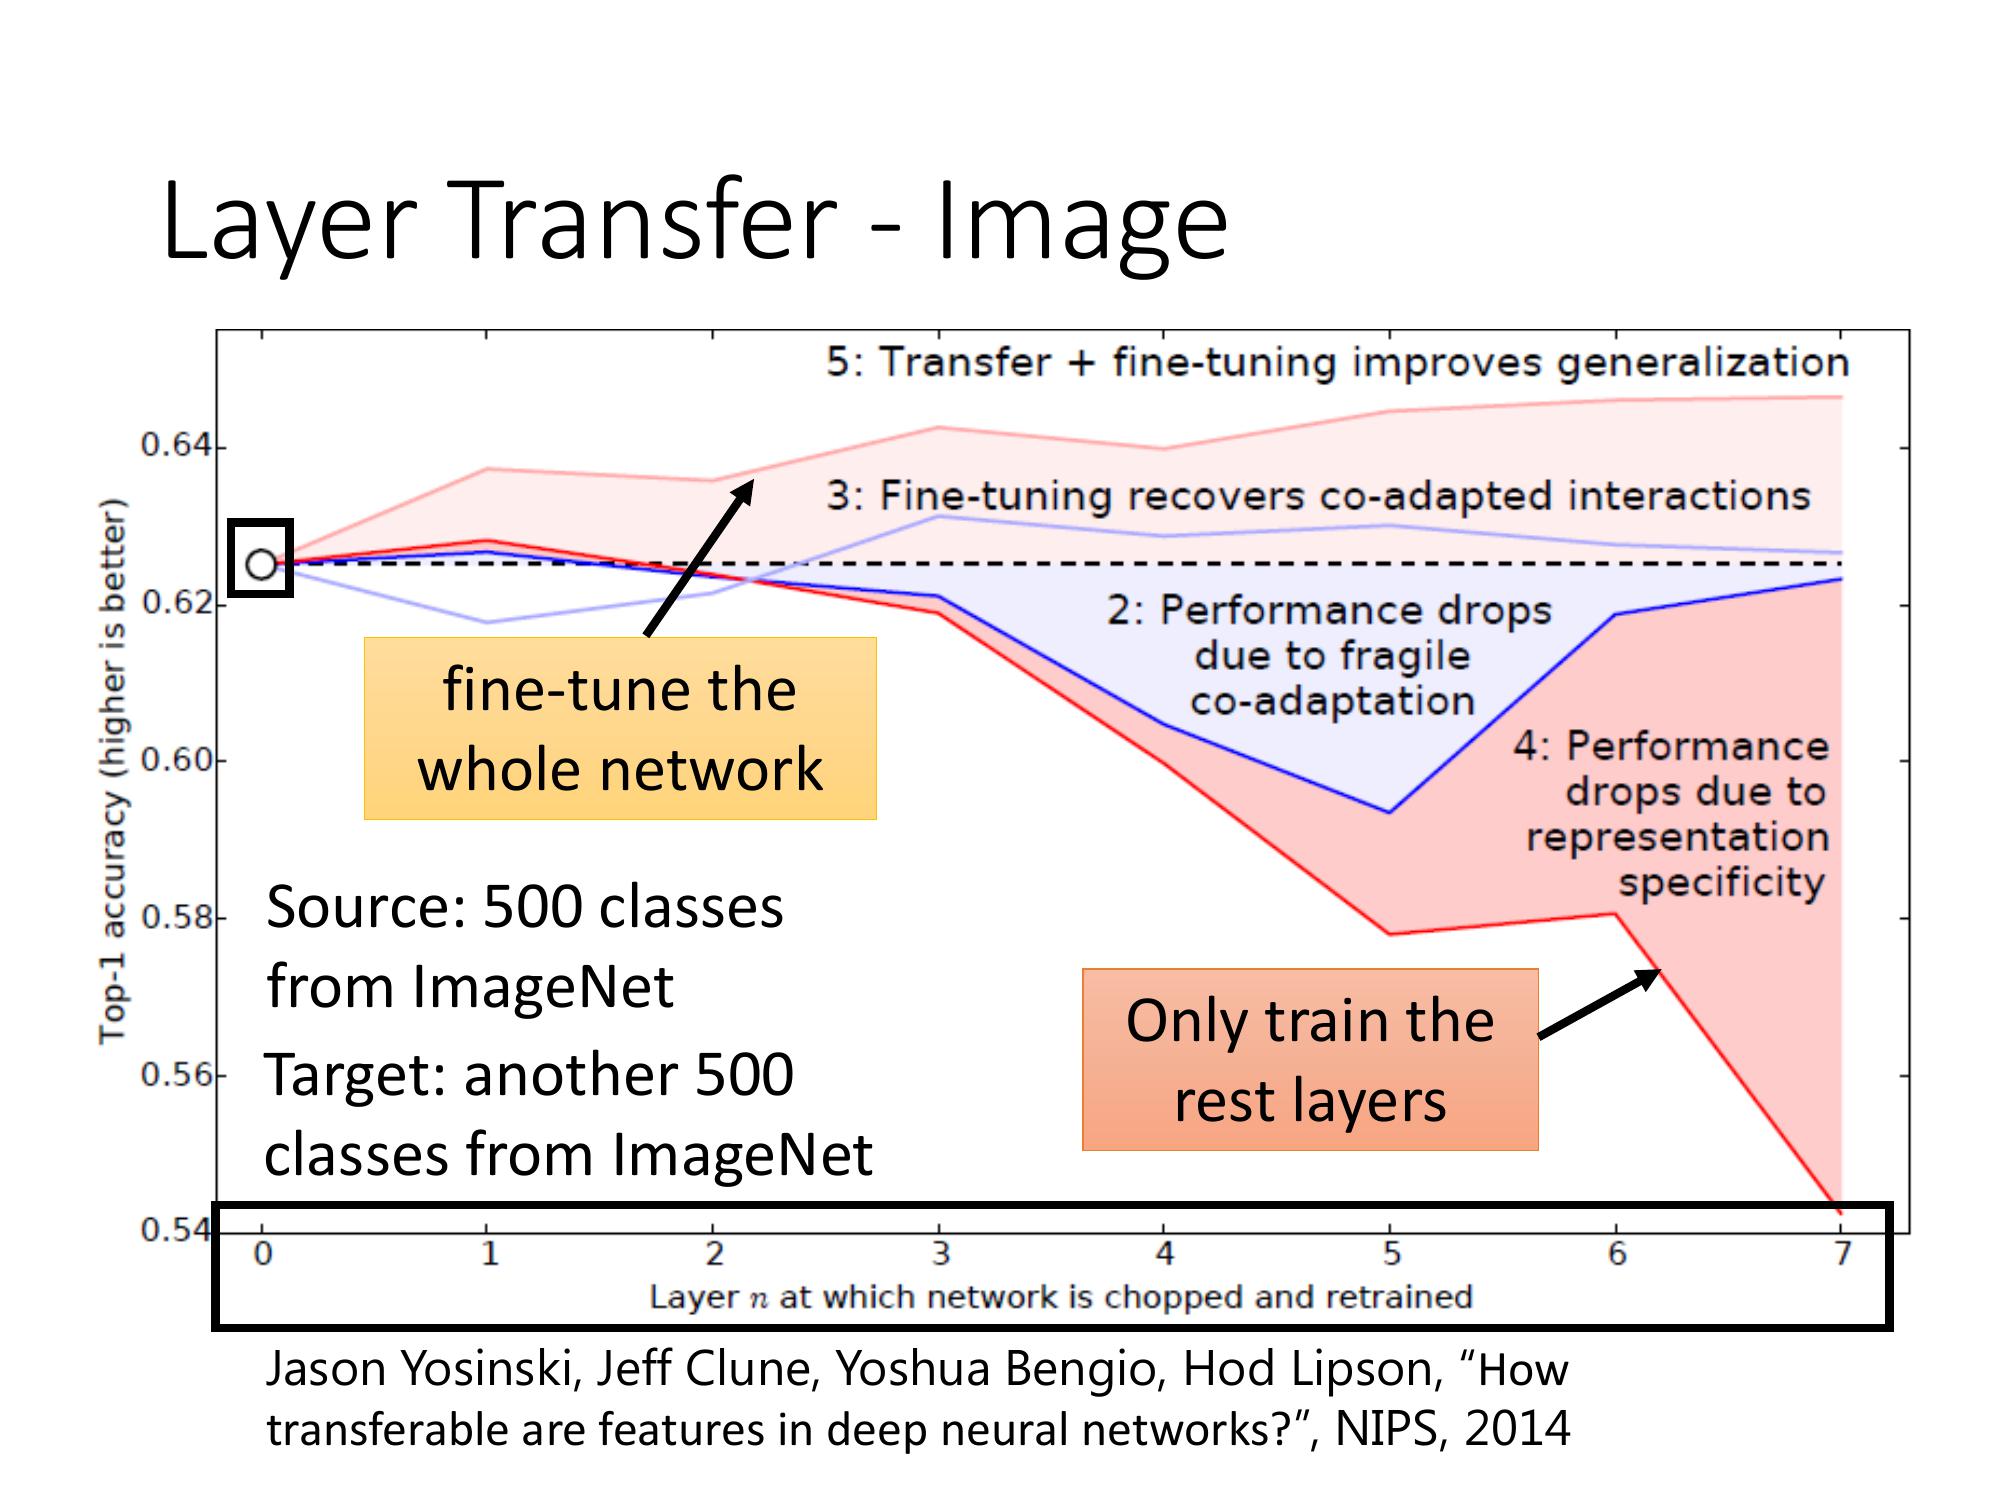 Layer Transfer - Image
5: Transfer + fine-tuning improves generalization
0.64
3: Fine-tuning recovers co-adapted interactions
0.62
2: Performance drops
due to fragile
co-adaptation
fine-tune the
whole network
0.60
4: Performance
drops due to
representation
specificity
Top-1 accuracy (higher is better)
Source: 500 classes
from ImageNet
0.58
Only train the
rest layers
Target: another 500
classes from ImageNet
0.56
0.54
0 1 2 3 4 5 6 7
Layer n at which network is chopped and retrained
Jason Yosinski, Jeff Clune, Yoshua Bengio, Hod Lipson, “How
transferable are features in deep neural networks?”, NIPS, 2014